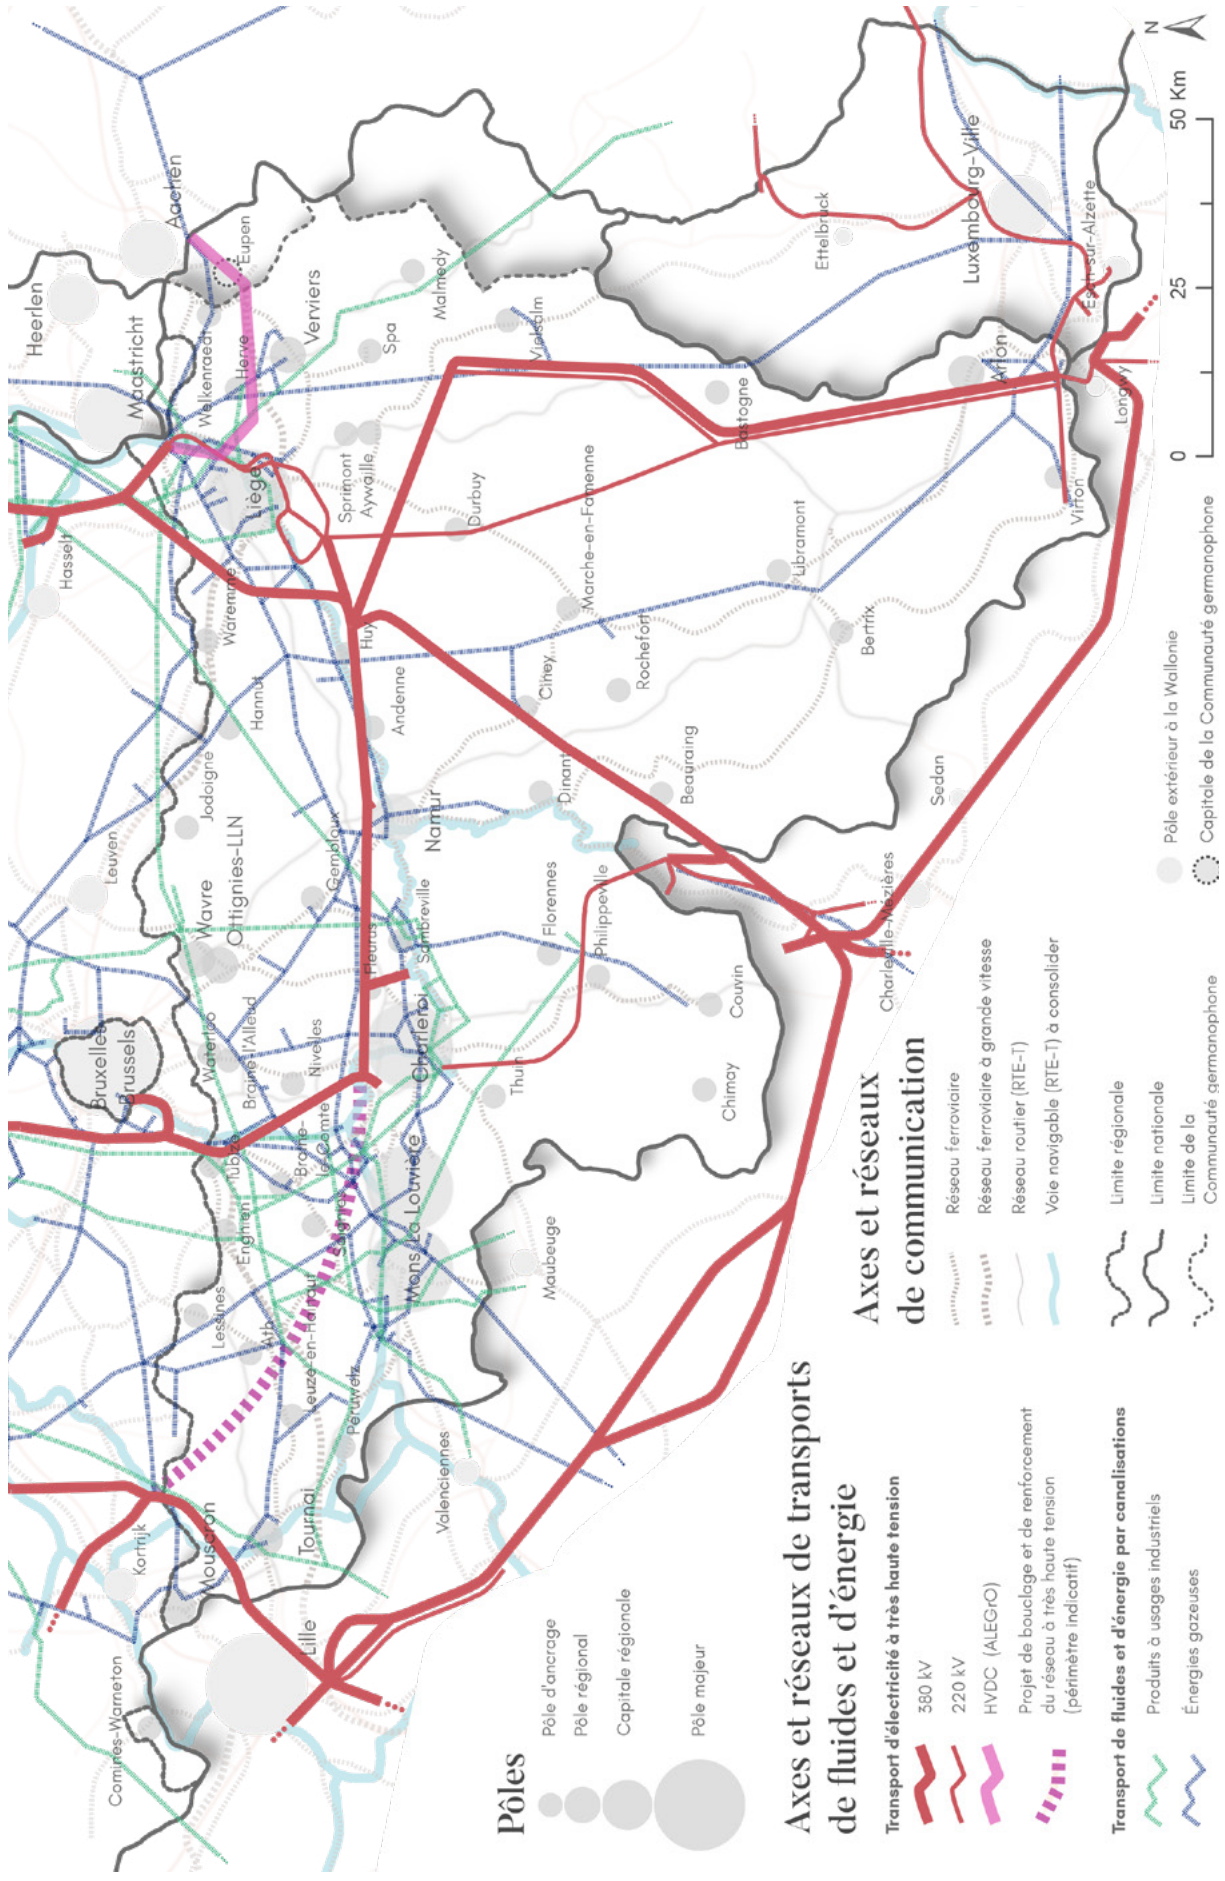 Heerlen
Aachen
Maastricht
Hasselt
Welkenraedt
Eupen
Herve
Verviers
Liège
Spa
Malmedy
Waremme
Sprimont
Aywaille
Vielsalm
Huy
Durbuy
Hannut
Andenne
Marche-en-Famenne
Bastogne
Ettelbruck
Ciney
Rochefort
Libramont
Luxembourg-Ville
Arlon
Esch-sur-Alzette
Longwy
Virton
Bertrix
Leuven
Jodoigne
Wavre
Ottignies-LLN
Gembloux
Namur
Dinant
Beauraing
Sedan
Bruxelles
Brussels
Waterloo
Braine l'Alleud
Nivelles
Fleurus
Sambreville
Charleroi
Florennes
Philippeville
Couvin
Charleville-Mézières
Thuin
Chimay
Tubize
Braine-
le-Comte
Enghien
Soignies
La Louvière
Mons
Maubeuge
Lessines
Ath
Leuze-en-Hainaut
Péruwelz
Valenciennes
Kortrijk
Mouscron
Tournai
Lille
Comines-Warneton
Pôles
Pôle d'ancrage
Pôle régional
Capitale régionale
Pôle majeur
Axes et réseaux de transports
de fluides et d'énergie
Transport d'électricité à très haute tension
380 kV
220 kV
HVDC (ALEGrO)
Projet de bouclage et de renforcement
du réseau à très haute tension
(périmètre indicatif)
Transport de fluides et d'énergie par canalisations
Produits à usages industriels
Énergies gazeuses
Axes et réseaux
de communication
Réseau ferroviaire
Réseau ferroviaire à grande vitesse
Réseau routier (RTE-T)
Voie navigable (RTE-T) à consolider
Limite régionale
Limite nationale
Limite de la
Communauté germanophone
Pôle extérieur à la Wallonie
Capitale de la Communauté germanophone
0 25 50 Km
N